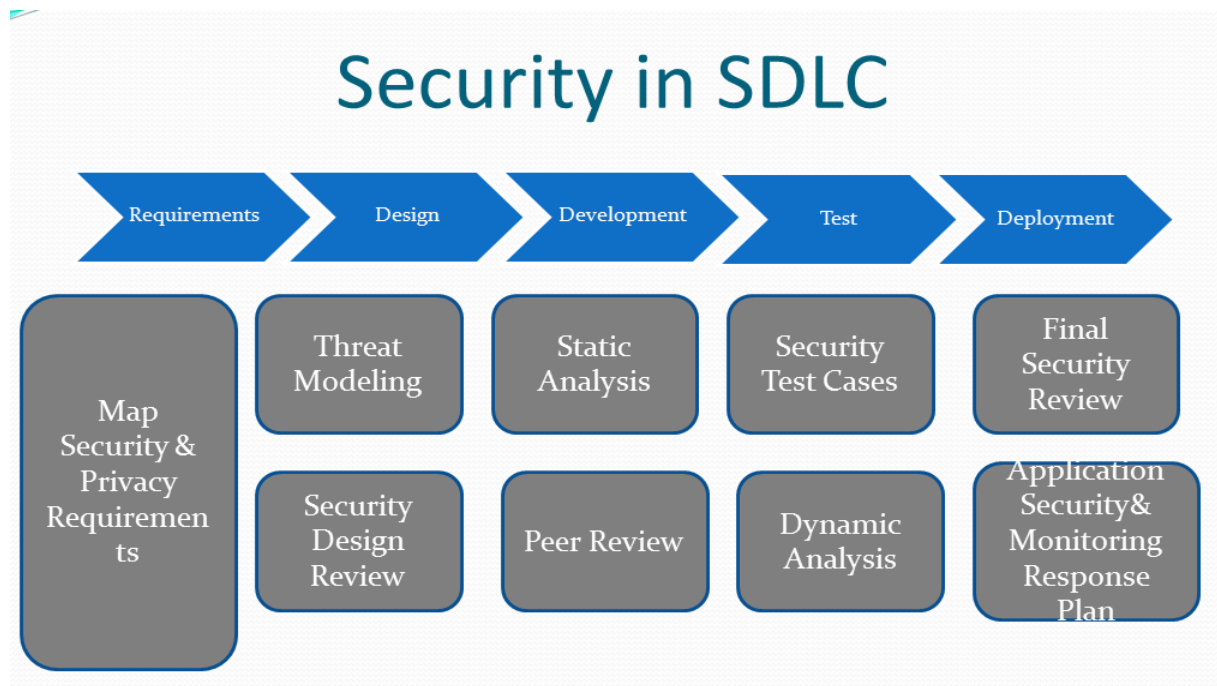 Security in SDLC
Requirements
Design
Development
Test
Deployment
Map
Security &
Privacy
Requiremen
ts
Threat
Modeling
Security
Design
Review
Static
Analysis
Peer Review
Security
Test Cases
Dynamic
Analysis
Final
Security
Review
Application
Security&
Monitoring
Response
Plan